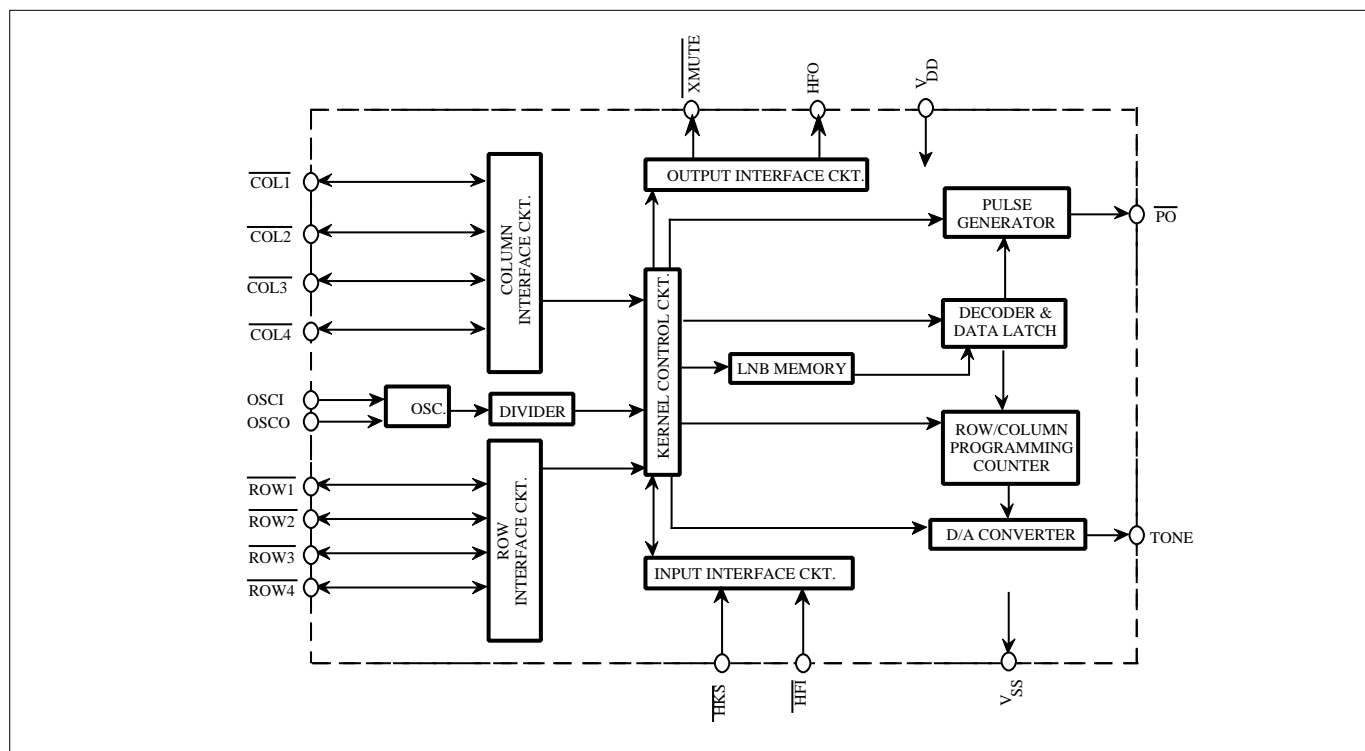 XMUTE
HFO
VDD
COL1
COL2
COL3
COL4
COLUMN
INTERFACE CKT.
OUTPUT INTERFACE CKT.
PULSE
GENERATOR
PO
KERNEL CONTROL CKT.
DECODER &
DATA LATCH
LNB MEMORY
OSCI
OSCO
OSC.
DIVIDER
ROW/COLUMN
PROGRAMMING
COUNTER
ROW1
ROW2
ROW3
ROW4
ROW
INTERFACE CKT.
D/A CONVERTER
TONE
INPUT INTERFACE CKT.
HKS
HFI
VSS